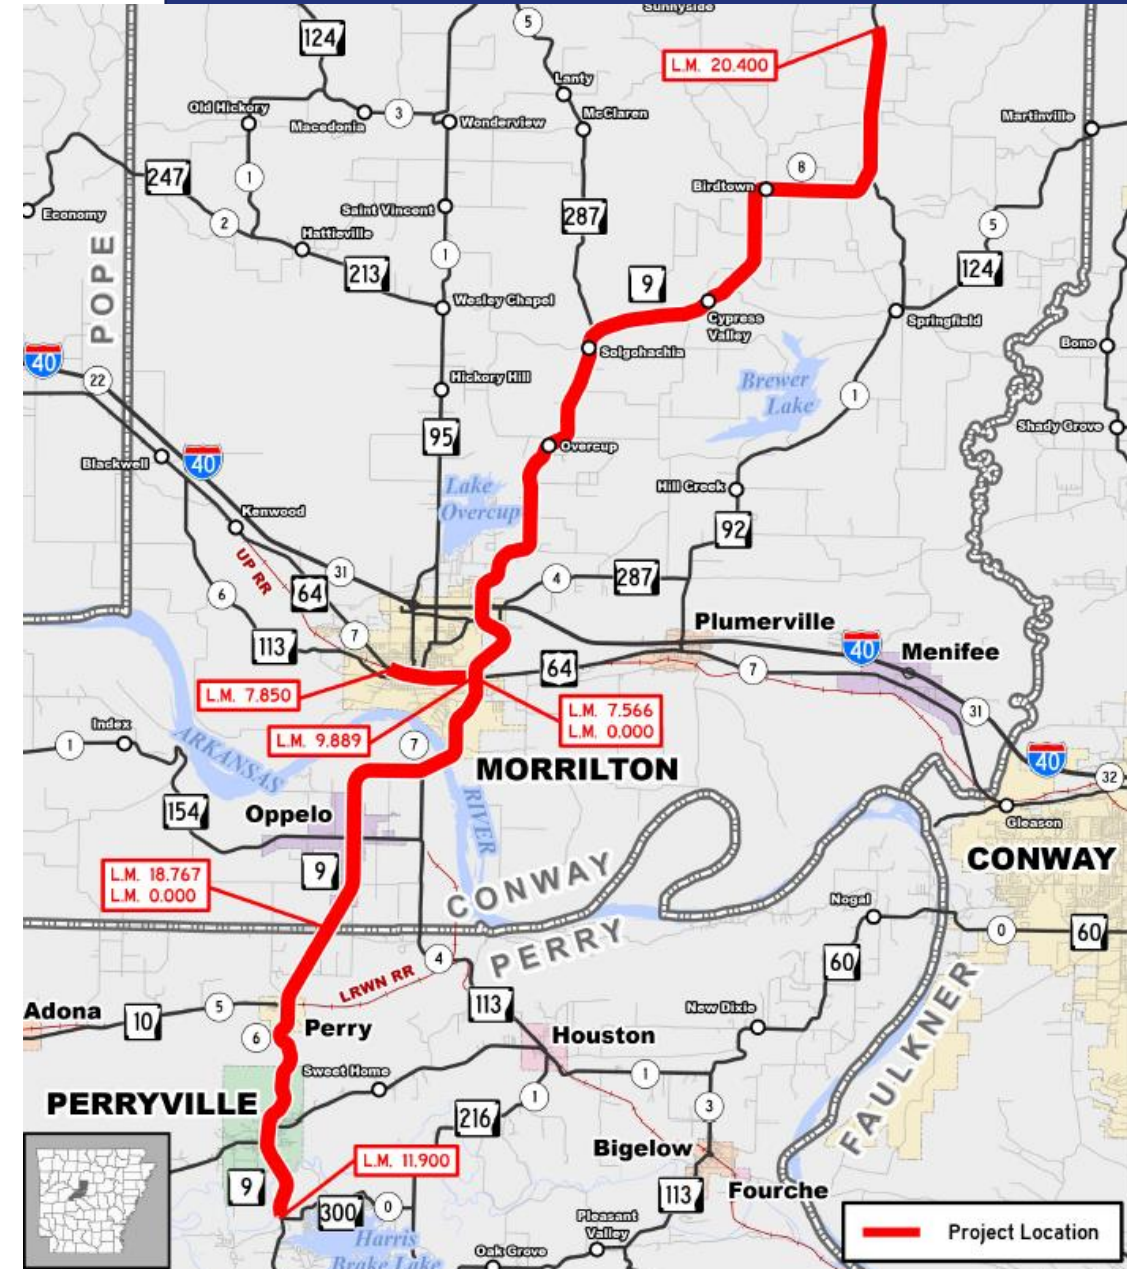 Sunnyside
124
5
L.M. 20.400
Lanty
Old Hickory
Macedonia
3
Wonderview
McClaren
Martinville
247
1
8
Birdtown
Economy
2
Saint Vincent
287
5
Hattieville
POPE
213
1
9
124
Wesley Chapel
Cypress
Valley
Springfield
40
22
Solgohachia
Bono
Hickory Hill
Brewer
Lake
1
95
Shady Grove
Blackwell
40
Overcup
Lake
Overcup
Hill Creek
Kenwood
92
UP RR
31
64
4
287
6
7
Plumerville
113
40
Menifee
64
7
L.M. 7.850
L.M. 7.566
L.M. 0.000
31
Index
1
L.M. 9.889
7
ARKANSAS
RIVER
40
32
MORRILTON
154
Oppelo
Gleason
CONWAY
L.M. 18.767
L.M. 0.000
9
CONWAY
Nogal
PERRY
0
60
4
60
LRWN RR
FAULKNER
Adona
10
5
113
New Dixie
6
Perry
Houston
Sweet Home
1
PERRYVILLE
1
3
216
Bigelow
L.M. 11.900
9
113
Fourche
300
0
Pleasant
Valley
Harris
Brake Lake
Oak Grove
Project Location